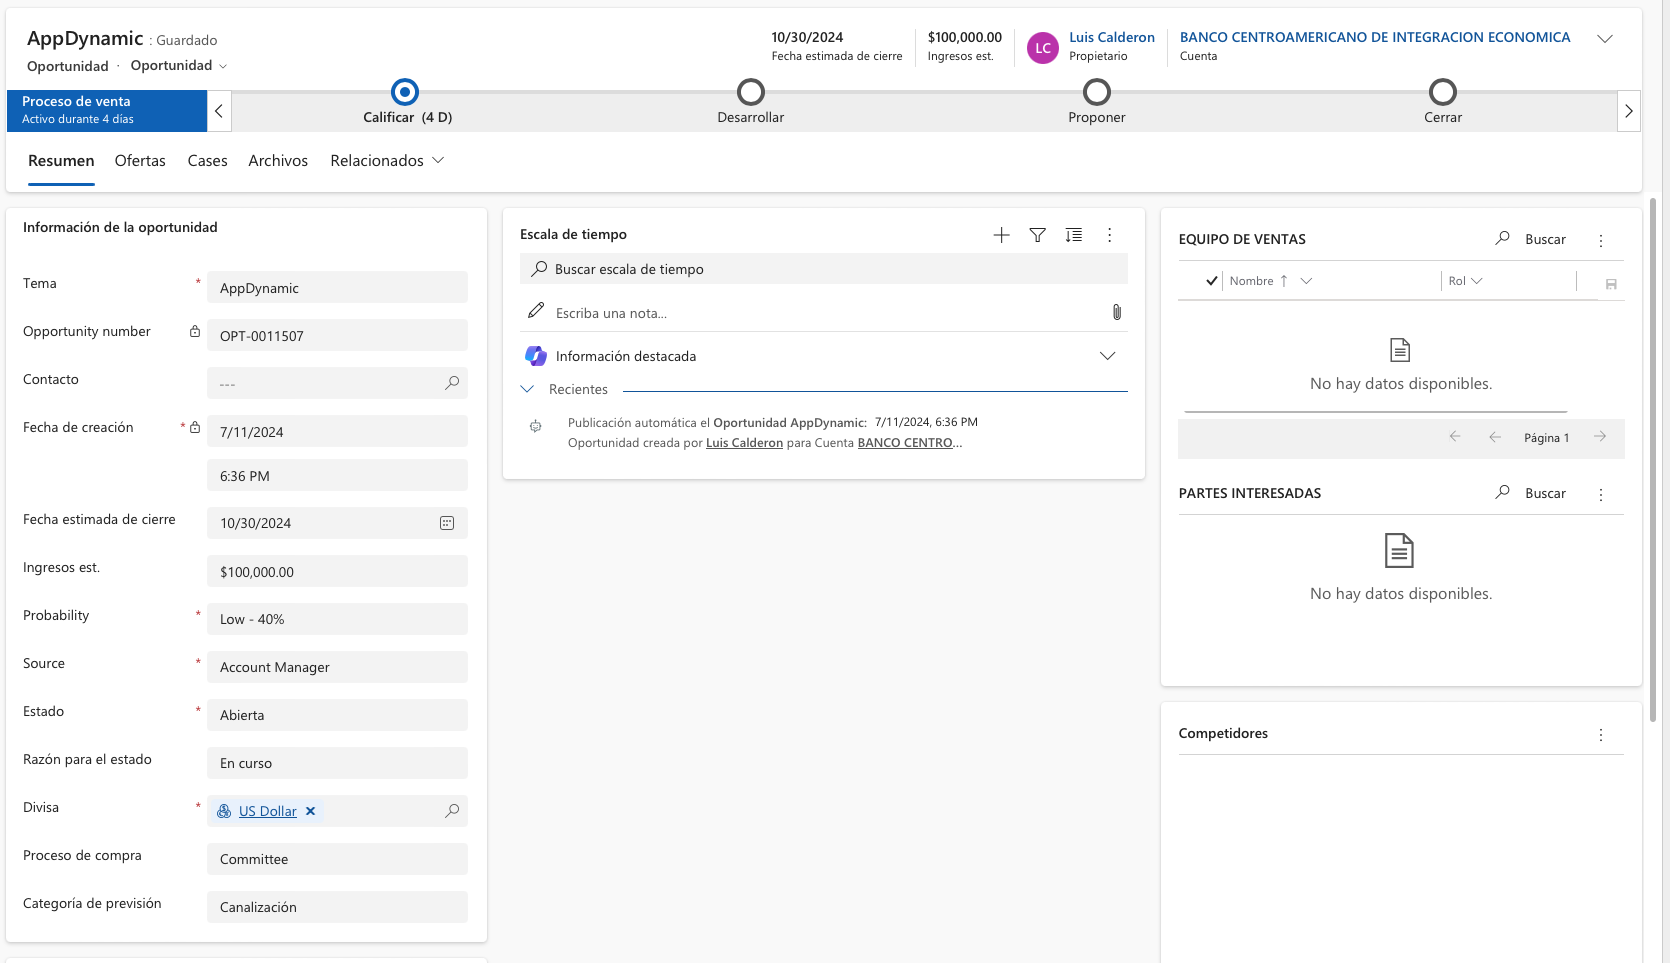 AppDynamic : Guardado
Oportunidad · Oportunidad
10/30/2024
Fecha estimada de cierre
$100,000.00
Ingresos est.
LC
Luis Calderon
Propietario
BANCO CENTROAMERICANO DE INTEGRACION ECONOMICA
Cuenta
Proceso de venta
Activo durante 4 días
Calificar (4 D)
Desarrollar
Proponer
Cerrar
Resumen Ofertas Cases Archivos Relacionados
Información de la oportunidad
Tema * AppDynamic
Opportunity number OPT-0011507
Contacto ---
Fecha de creación * 7/11/2024
6:36 PM
Fecha estimada de cierre 10/30/2024
Ingresos est. $100,000.00
Probability * Low - 40%
Source * Account Manager
Estado * Abierta
Razón para el estado En curso
Divisa * US Dollar
Proceso de compra Committee
Categoría de previsión Canalización
Escala de tiempo
Buscar escala de tiempo
Escriba una nota...
Información destacada
Recientes
Publicación automática el Oportunidad AppDynamic: 7/11/2024, 6:36 PM
Oportunidad creada por Luis Calderon para Cuenta BANCO CENTRO...
EQUIPO DE VENTAS Buscar
Nombre ↑ Rol
No hay datos disponibles.
Página 1
PARTES INTERESADAS Buscar
No hay datos disponibles.
Competidores